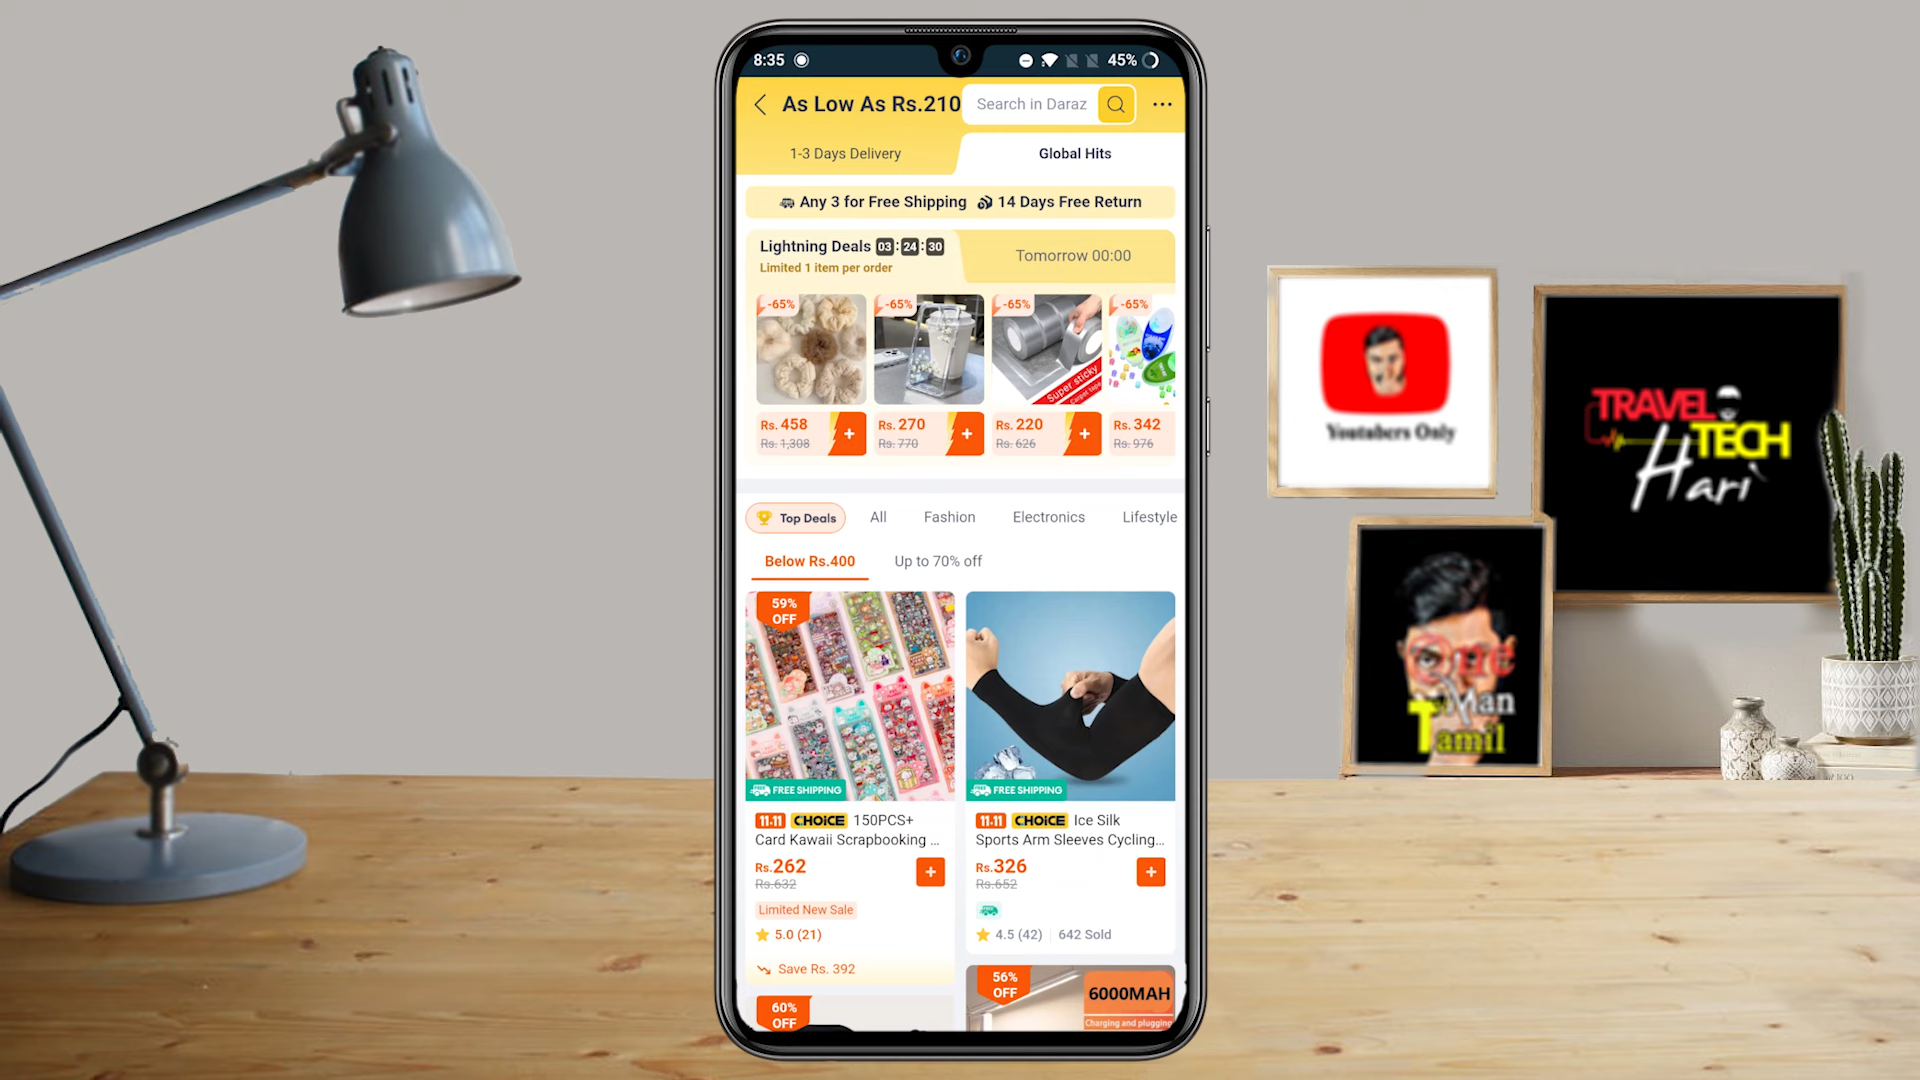 8:35
45%
As Low As Rs.210
Search in Daraz
1-3 Days Delivery
Global Hits
Any 3 for Free Shipping
14 Days Free Return
Lightning Deals 03:24:30
Limited 1 item per order
Tomorrow 00:00
-65%
-65%
-65%
-65%
Super sticky
Carpet tape
Rs. 458
Rs. 1,308
+
Rs. 270
Rs. 770
+
Rs. 220
Rs. 626
+
Rs. 342
Rs. 976
Top Deals
All
Fashion
Electronics
Lifestyle
Below Rs.400
Up to 70% off
59%
OFF
FREE SHIPPING
11.11 CHOICE 150PCS+
Card Kawaii Scrapbooking ...
Rs.262
Rs.632
+
Limited New Sale
5.0 (21)
Save Rs. 392
60%
OFF
FREE SHIPPING
11.11 CHOICE Ice Silk
Sports Arm Sleeves Cycling...
Rs.326
Rs.652
+
4.5 (42)
642 Sold
56%
OFF
6000MAH
Charging and plugging
Youtubers Only
TRAVEL
TECH
Hari
One
Man
Tamil